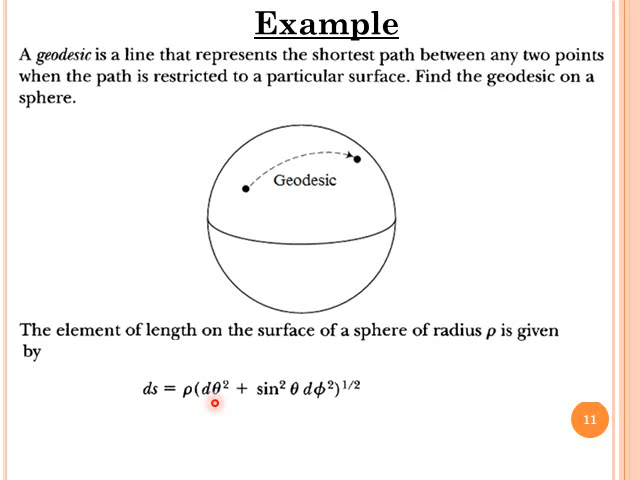 Example
A geodesic is a line that represents the shortest path between any two points
when the path is restricted to a particular surface. Find the geodesic on a
sphere.
Geodesic
The element of length on the surface of a sphere of radius ρ is given
by
ds = ρ(dθ² + sin² θ dϕ²)¹/²
11